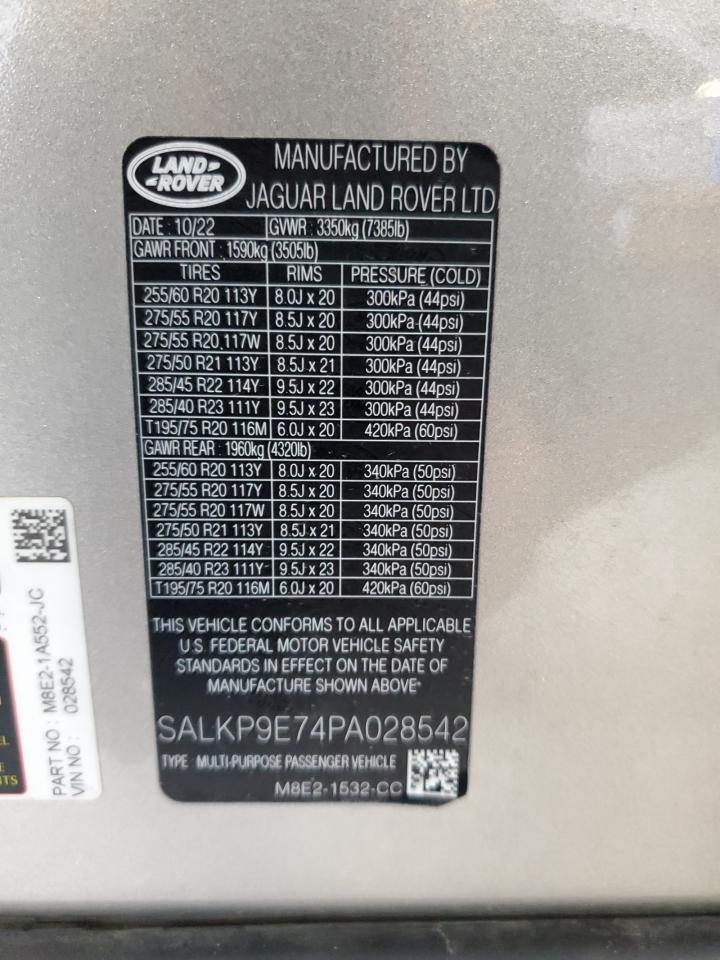 LAND-
-ROVER
MANUFACTURED BY
JAGUAR LAND ROVER LTD
DATE : 10/22 GVWR : 3350kg (7385lb)
GAWR FRONT : 1590kg (3505lb)
TIRES RIMS PRESSURE (COLD)
255/60 R20 113Y 8.0J x 20 300kPa (44psi)
275/55 R20 117Y 8.5J x 20 300kPa (44psi)
275/55 R20 117W 8.5J x 20 300kPa (44psi)
275/50 R21 113Y 8.5J x 21 300kPa (44psi)
285/45 R22 114Y 9.5J x 22 300kPa (44psi)
285/40 R23 111Y 9.5J x 23 300kPa (44psi)
T195/75 R20 116M 6.0J x 20 420kPa (60psi)
GAWR REAR : 1960kg (4320lb)
255/60 R20 113Y 8.0J x 20 340kPa (50psi)
275/55 R20 117Y 8.5J x 20 340kPa (50psi)
275/55 R20 117W 8.5J x 20 340kPa (50psi)
275/50 R21 113Y 8.5J x 21 340kPa (50psi)
285/45 R22 114Y 9.5J x 22 340kPa (50psi)
285/40 R23 111Y 9.5J x 23 340kPa (50psi)
T195/75 R20 116M 6.0J x 20 420kPa (60psi)
THIS VEHICLE CONFORMS TO ALL APPLICABLE
U.S. FEDERAL MOTOR VEHICLE SAFETY
STANDARDS IN EFFECT ON THE DATE OF
MANUFACTURE SHOWN ABOVE
SALKP9E74PA028542
TYPE : MULTI-PURPOSE PASSENGER VEHICLE
M8E2-1532-CC
PART NO : M8E2-1A552-JC
VIN NO : 028542